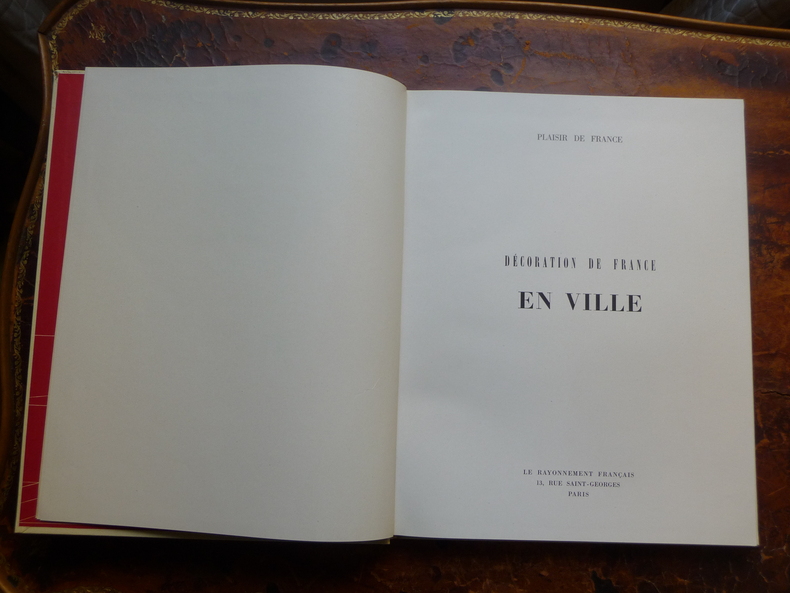 PLAISIR DE FRANCE
DÉCORATION DE FRANCE
EN VILLE
LE RAYONNEMENT FRANÇAIS
13, RUE SAINT-GEORGES
PARIS